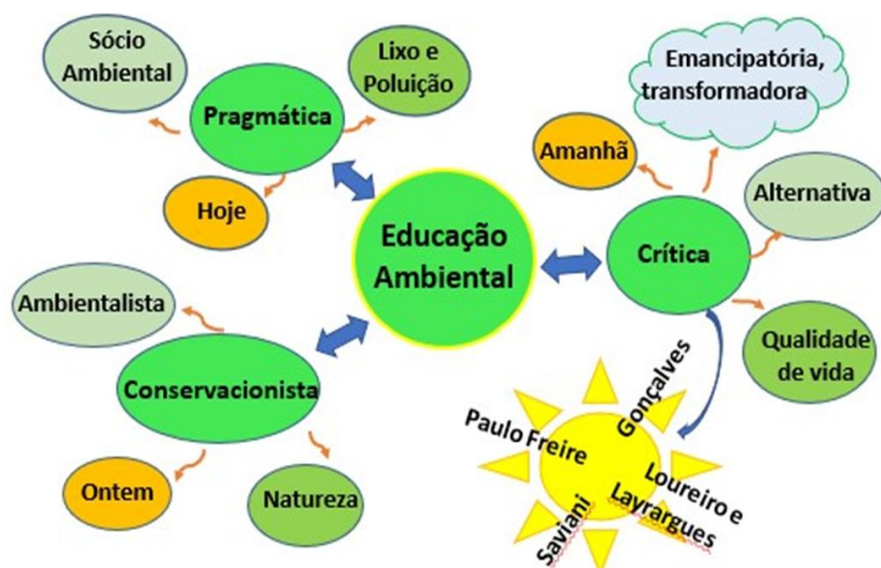 Sócio
Ambiental
Lixo e
Poluição
Pragmática
Hoje
Emancipatória,
transformadora
Amanhã
Alternativa
Crítica
Qualidade
de vida
Educação
Ambiental
Ambientalista
Conservacionista
Ontem
Natureza
Paulo Freire
Gonçalves
Loureiro e
Layrargues
Saviani